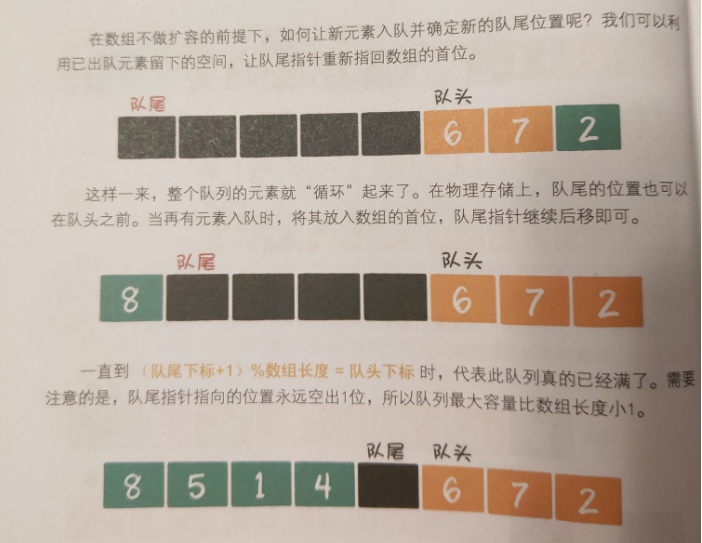 在数组不做扩容的前提下，如何让新元素入队并确定新的队尾位置呢？我们可以利
用已出队元素留下的空间，让队尾指针重新指回数组的首位。
队尾 队头
6 7 2
这样一来，整个队列的元素就“循环”起来了。在物理存储上，队尾的位置也可以
在队头之前。当再有元素入队时，将其放入数组的首位，队尾指针继续后移即可。
队尾 队头
8 6 7 2
一直到（队尾下标+1）%数组长度 = 队头下标时，代表此队列真的已经满了。需要
注意的是，队尾指针指向的位置永远空出1位，所以队列最大容量比数组长度小1。
队尾 队头
8 5 1 4 6 7 2